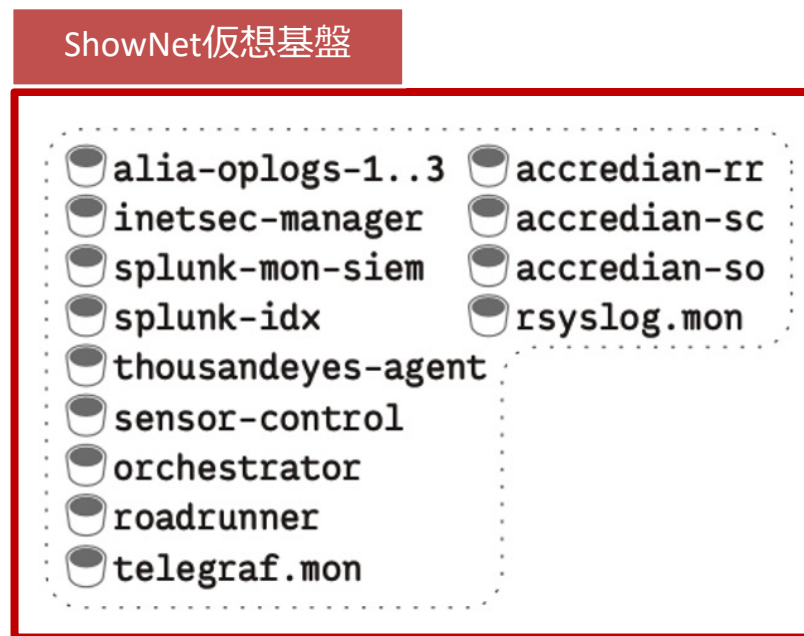 ShowNet仮想基盤
alia-oplogs-1..3
inetsec-manager
splunk-mon-siem
splunk-idx
thousandeyes-agent
sensor-control
orchestrator
roadrunner
telegraf.mon
accredian-rr
accredian-sc
accredian-so
rsyslog.mon